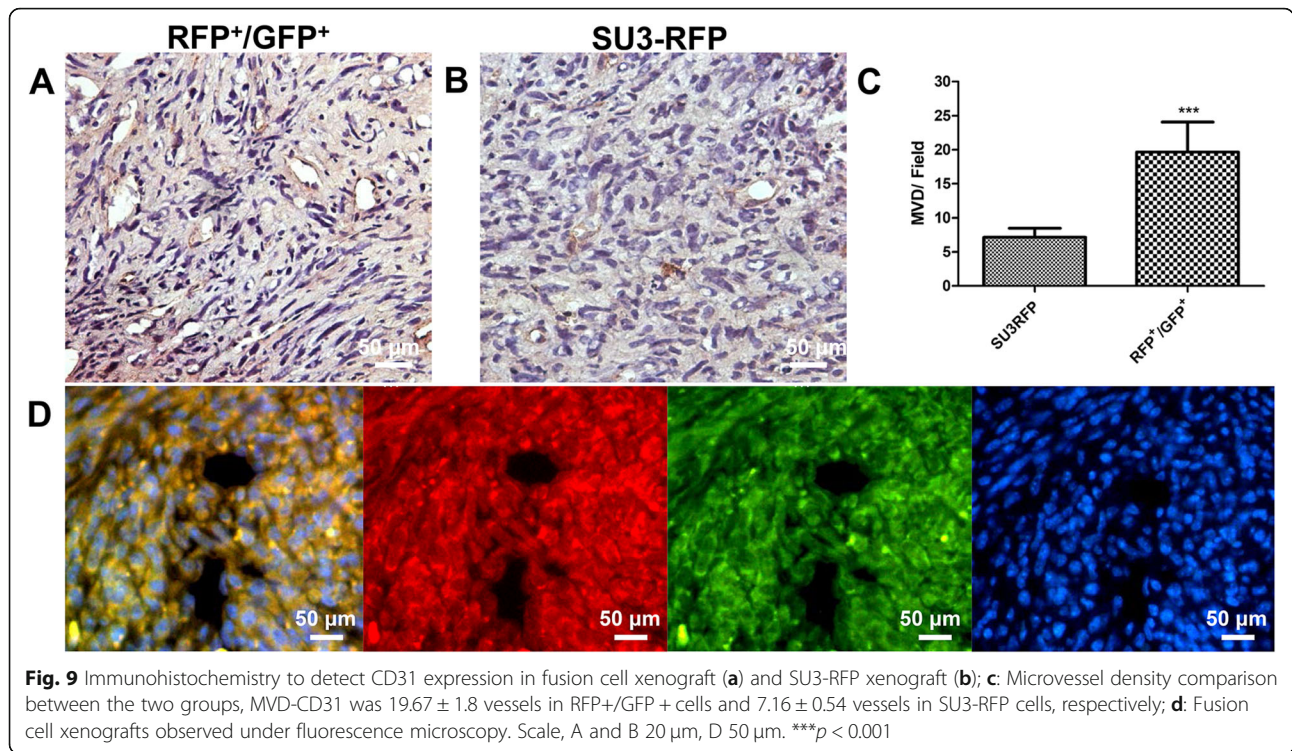 RFP⁺/GFP⁺
SU3-RFP
A
B
C
50 µm
50 µm
MVD/ Field
30
25
20
15
10
5
0
***
SU3RFP
RFP⁺/GFP⁺
D
50 µm
50 µm
50 µm
50 µm
Fig. 9 Immunohistochemistry to detect CD31 expression in fusion cell xenograft (a) and SU3-RFP xenograft (b); c: Microvessel density comparison
between the two groups, MVD-CD31 was 19.67 ± 1.8 vessels in RFP+/GFP + cells and 7.16 ± 0.54 vessels in SU3-RFP cells, respectively; d: Fusion
cell xenografts observed under fluorescence microscopy. Scale, A and B 20 µm, D 50 µm. ***p < 0.001